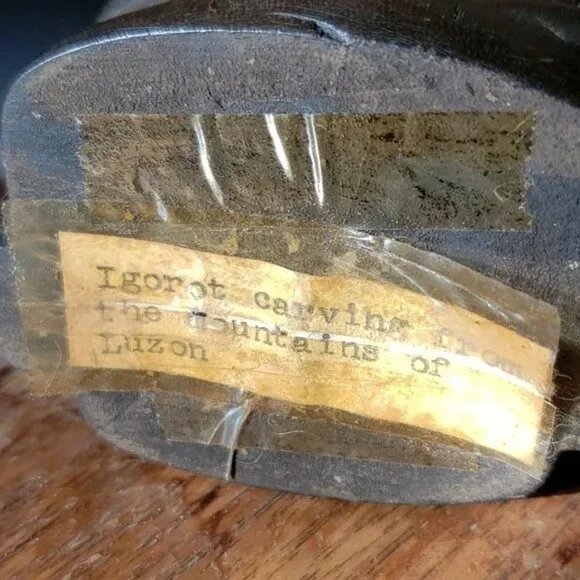 Igorot carving from
the mountains of
Luzon